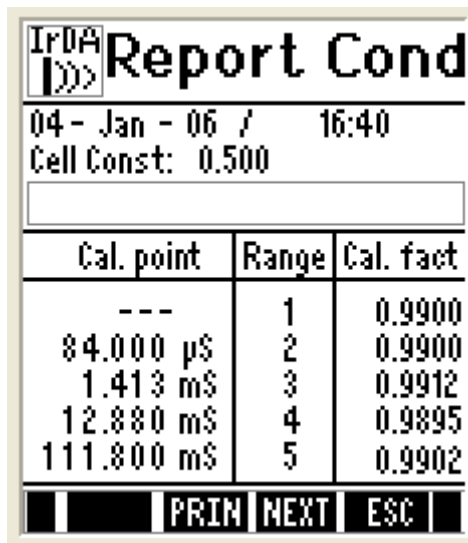 IrDA Report Cond
04- Jan - 06 / 16:40
Cell Const: 0.500
Cal. point Range Cal. fact
--- 1 0.9900
84.000 µS 2 0.9900
1.413 mS 3 0.9912
12.880 mS 4 0.9895
111.800 mS 5 0.9902
PRIN NEXT ESC